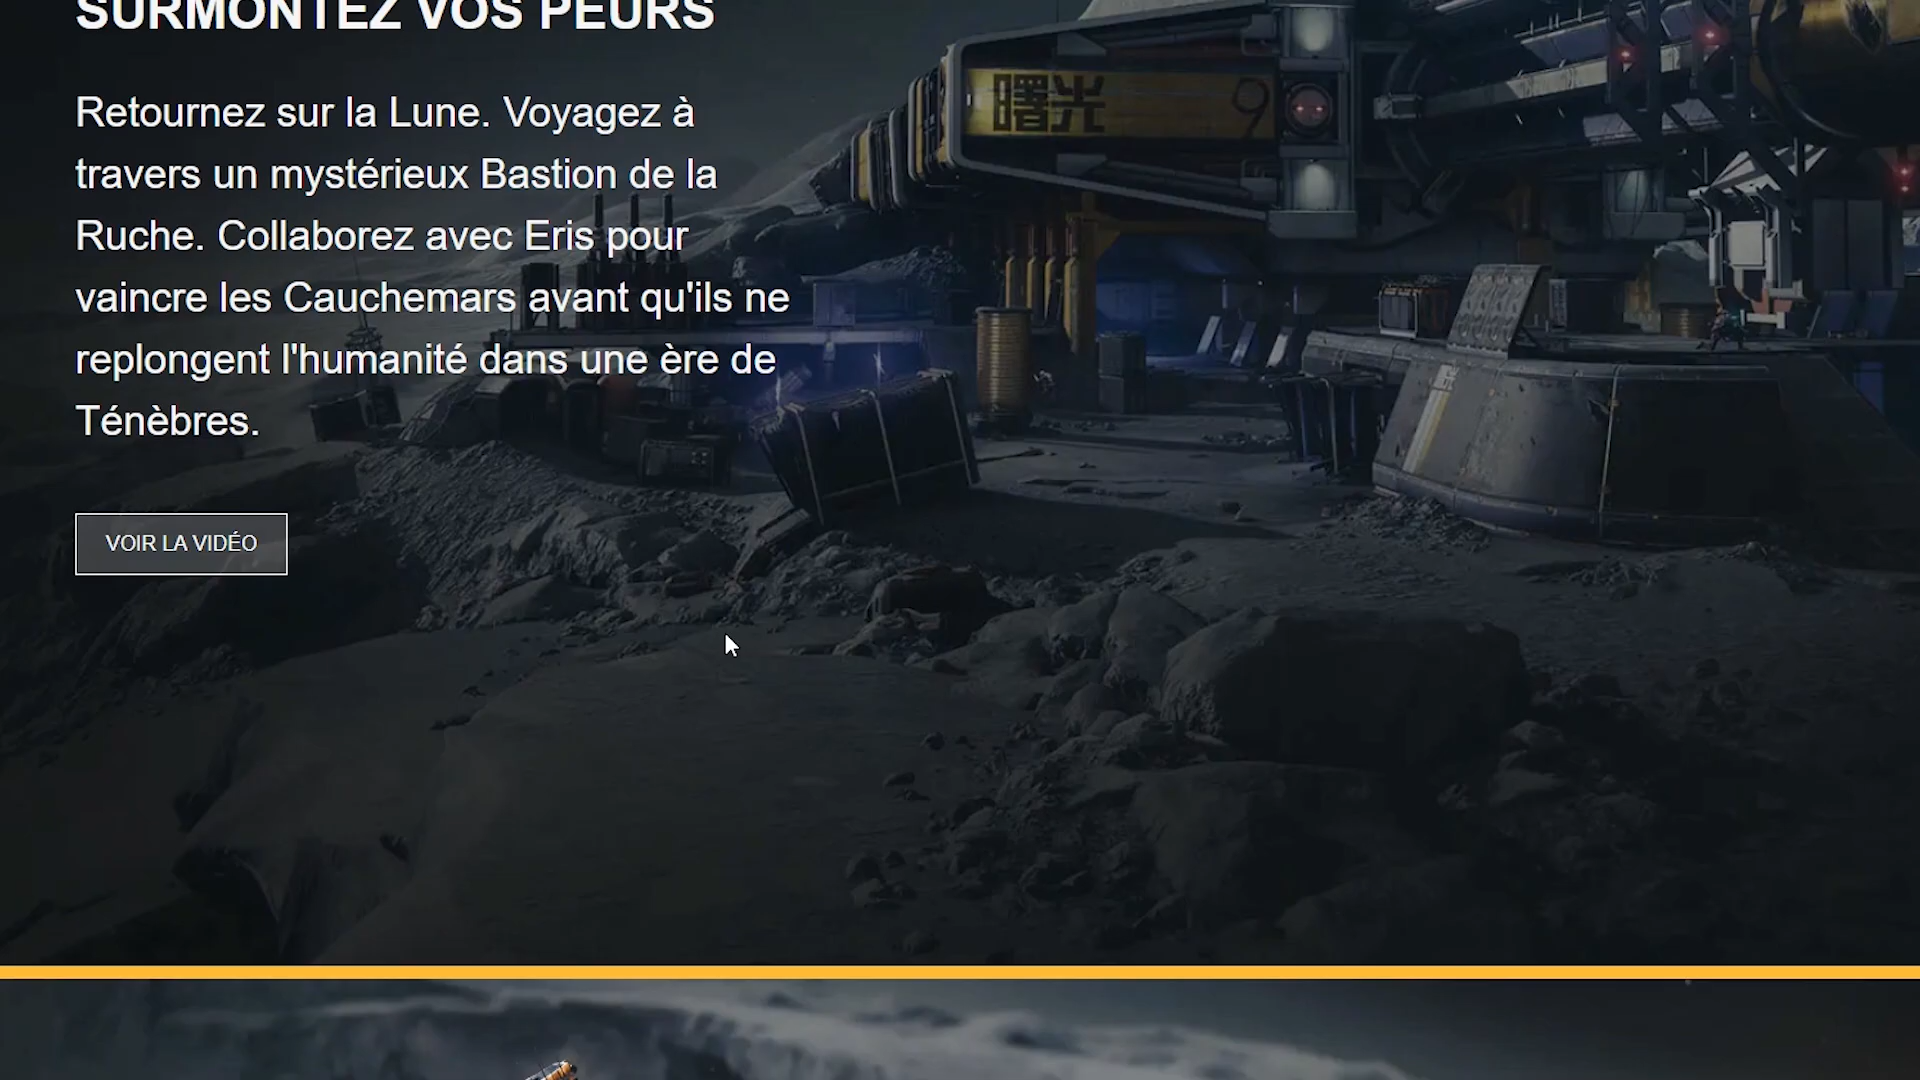 SURMONTEZ VOS PEURS
Retournez sur la Lune. Voyagez à
travers un mystérieux Bastion de la
Ruche. Collaborez avec Eris pour
vaincre les Cauchemars avant qu'ils ne
replongent l'humanité dans une ère de
Ténèbres.
曙光 9
VOIR LA VIDÉO